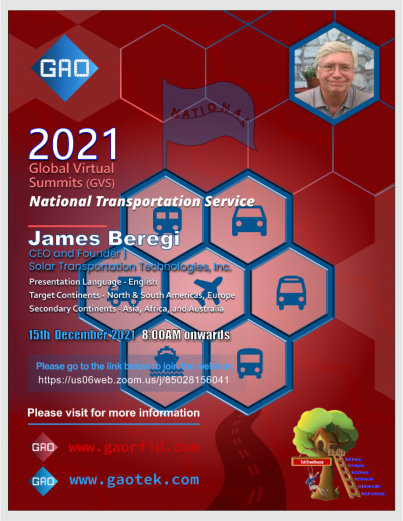 GAO
NATIONAL
2021
Global Virtual
Summits (GVS)
National Transportation Service
James Beregi
CEO and Founder |
Solar Transportation Technologies, Inc.
Presentation Language - English
Target Continents - North & South Americas, Europe
Secondary Continents - Asia, Africa, and Australia
15th December 2021 8:00AM onwards
Please go to the link below to join the webinar:
https://us06web.zoom.us/j/85028156041
Please visit for more information
GAO www.gaorfid.com
GAO www.gaotek.com